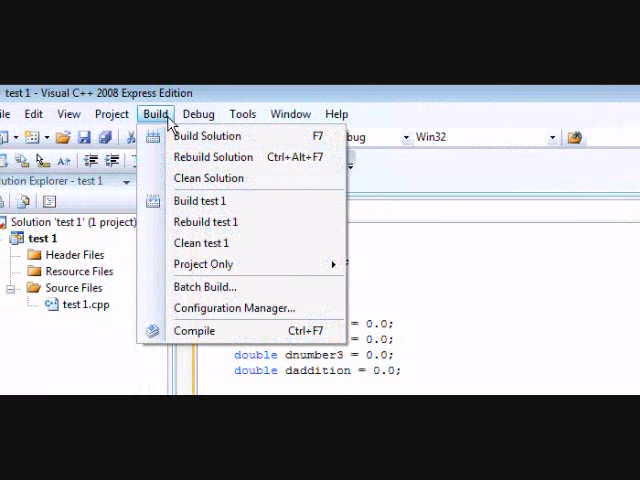 test 1 - Visual C++ 2008 Express Edition
ile Edit View Project Build Debug Tools Window Help
Build Solution F7
bug Win32
Rebuild Solution Ctrl+Alt+F7
Clean Solution
ution Explorer - test 1
Build test 1
Rebuild test 1
Solution 'test 1' (1 project)
test 1
Clean test 1
Header Files
Project Only
Resource Files
Source Files
Batch Build...
test 1.cpp
Configuration Manager...
= 0.0;
Compile Ctrl+F7
= 0.0;
double dnumber3 = 0.0;
double daddition = 0.0;